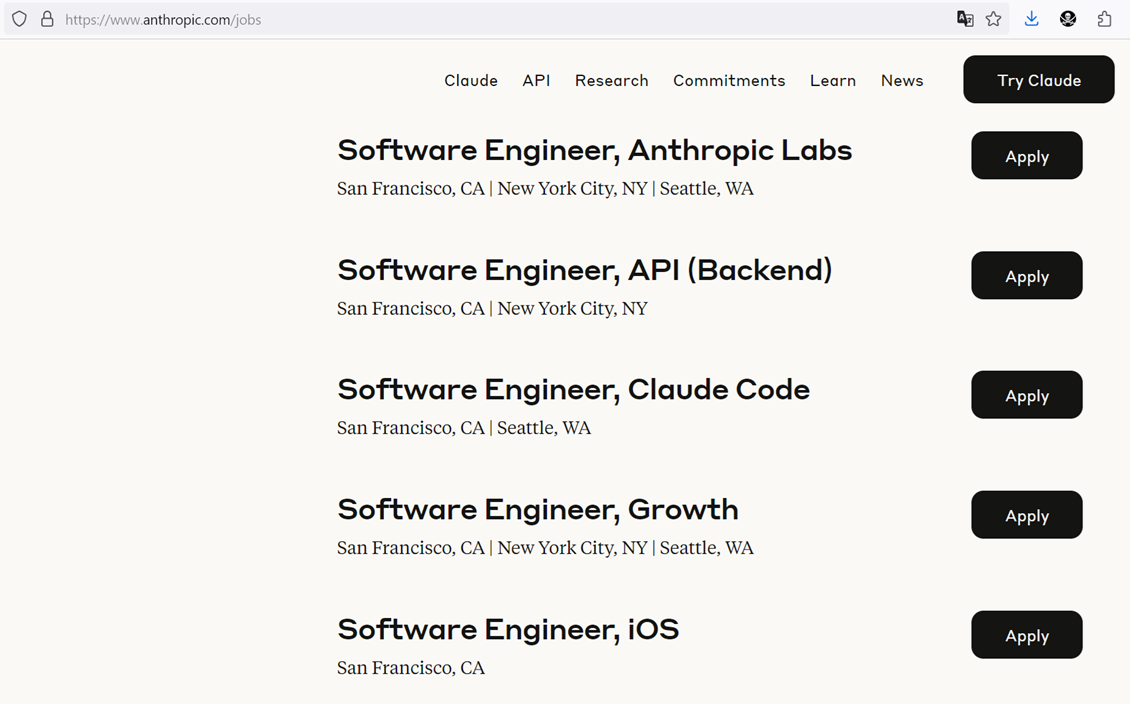 https://www.anthropic.com/jobs
Claude API Research Commitments Learn News Try Claude
Software Engineer, Anthropic Labs
San Francisco, CA | New York City, NY | Seattle, WA
Apply
Software Engineer, API (Backend)
San Francisco, CA | New York City, NY
Apply
Software Engineer, Claude Code
San Francisco, CA | Seattle, WA
Apply
Software Engineer, Growth
San Francisco, CA | New York City, NY | Seattle, WA
Apply
Software Engineer, iOS
San Francisco, CA
Apply